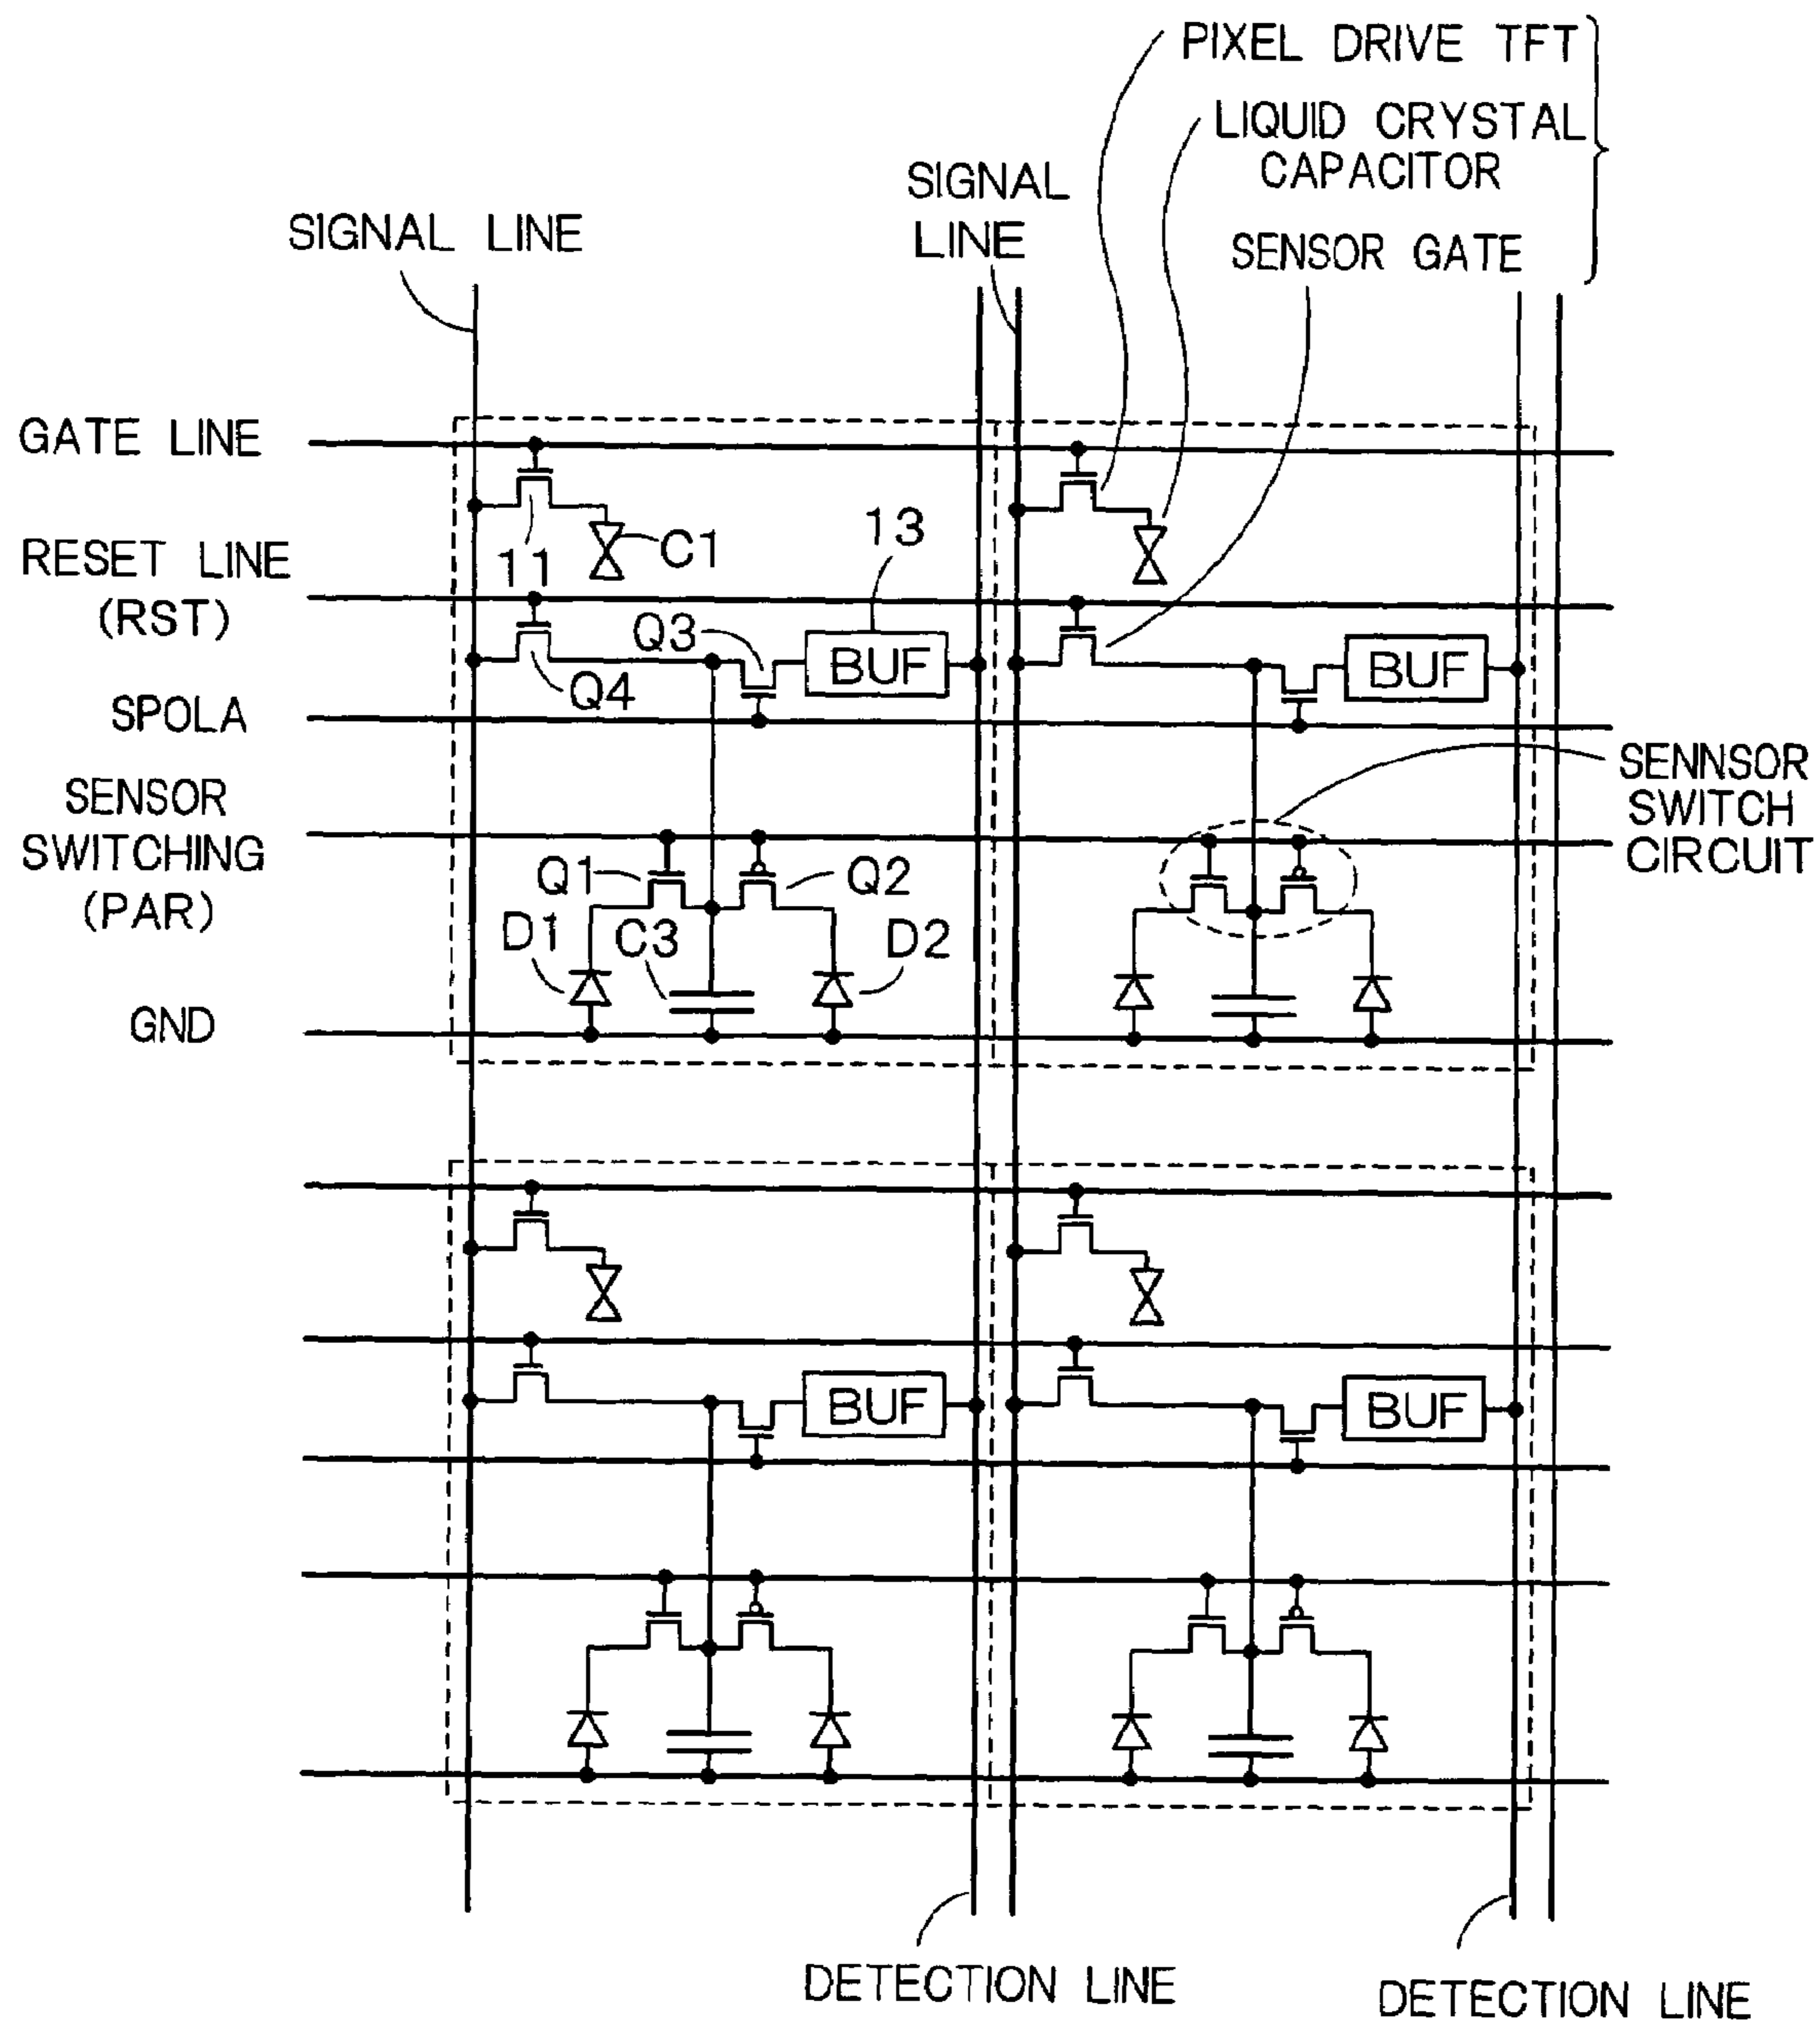 PIXEL DRIVE TFT
LIQUID CRYSTAL
CAPACITOR
SENSOR GATE
SIGNAL
LINE
SIGNAL LINE
GATE LINE
11
C1
13
RESET LINE
(RST)
Q4
Q3
BUF
BUF
SPOLA
SENSOR
SWITCHING
(PAR)
SENNSOR
SWITCH
CIRCUIT
Q1
Q2
D1
C3
D2
GND
BUF
BUF
DETECTION LINE
DETECTION LINE